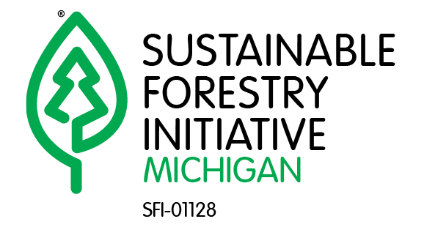 ®
SUSTAINABLE
FORESTRY
INITIATIVE
MICHIGAN
SFI-01128